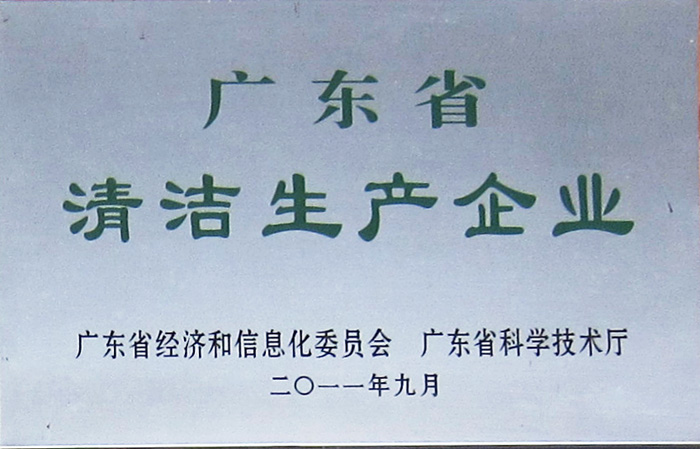 广东省
清洁生产企业
广东省经济和信息化委员会 广东省科学技术厅
二〇一一年九月